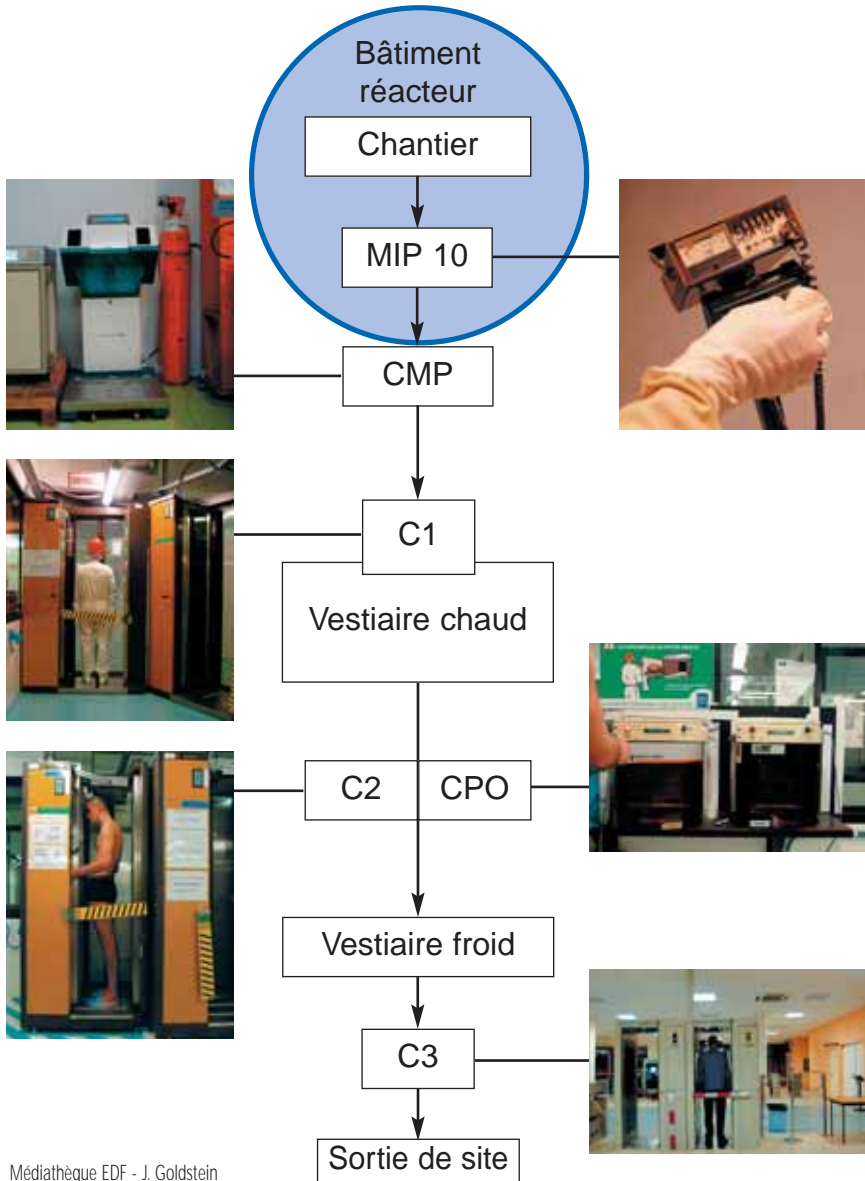 Bâtiment
réacteur
Chantier
MIP 10
CMP
C1
Vestiaire chaud
C2
CPO
Vestiaire froid
C3
Sortie de site
Médiathèque EDF - J. Goldstein